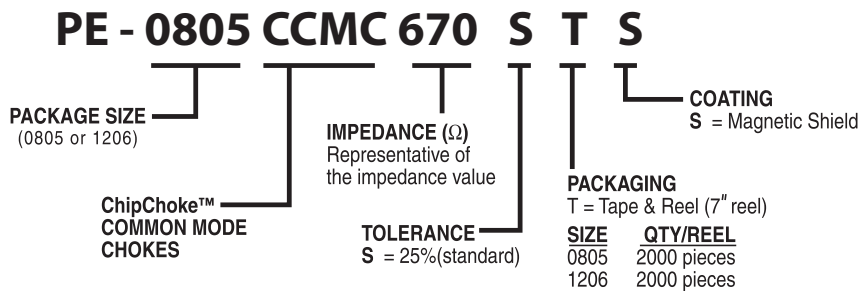 PE - 0805 CCMC 670 S T S
PACKAGE SIZE
(0805 or 1206)
ChipChoke™
COMMON MODE
CHOKES
IMPEDANCE (Ω)
Representative of
the impedance value
TOLERANCE
S = 25%(standard)
COATING
S = Magnetic Shield
PACKAGING
T = Tape & Reel (7" reel)
SIZE QTY/REEL
0805 2000 pieces
1206 2000 pieces